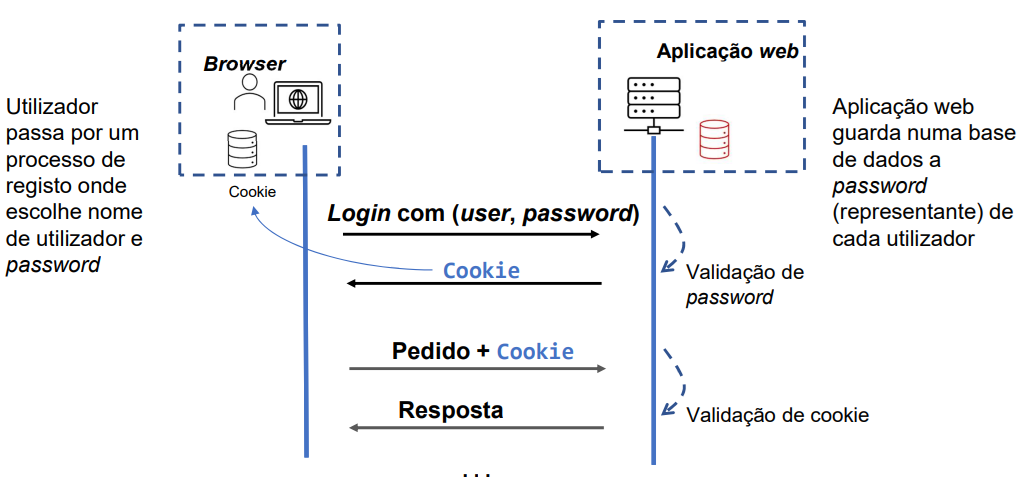 Browser
Aplicação web
Utilizador
passa por um
processo de
registo onde
escolhe nome
de utilizador e
password
Cookie
Aplicação web
guarda numa base
de dados a
password
(representante) de
cada utilizador
Login com (user, password)
Cookie
Validação de
password
Pedido + Cookie
Resposta
Validação de cookie
...